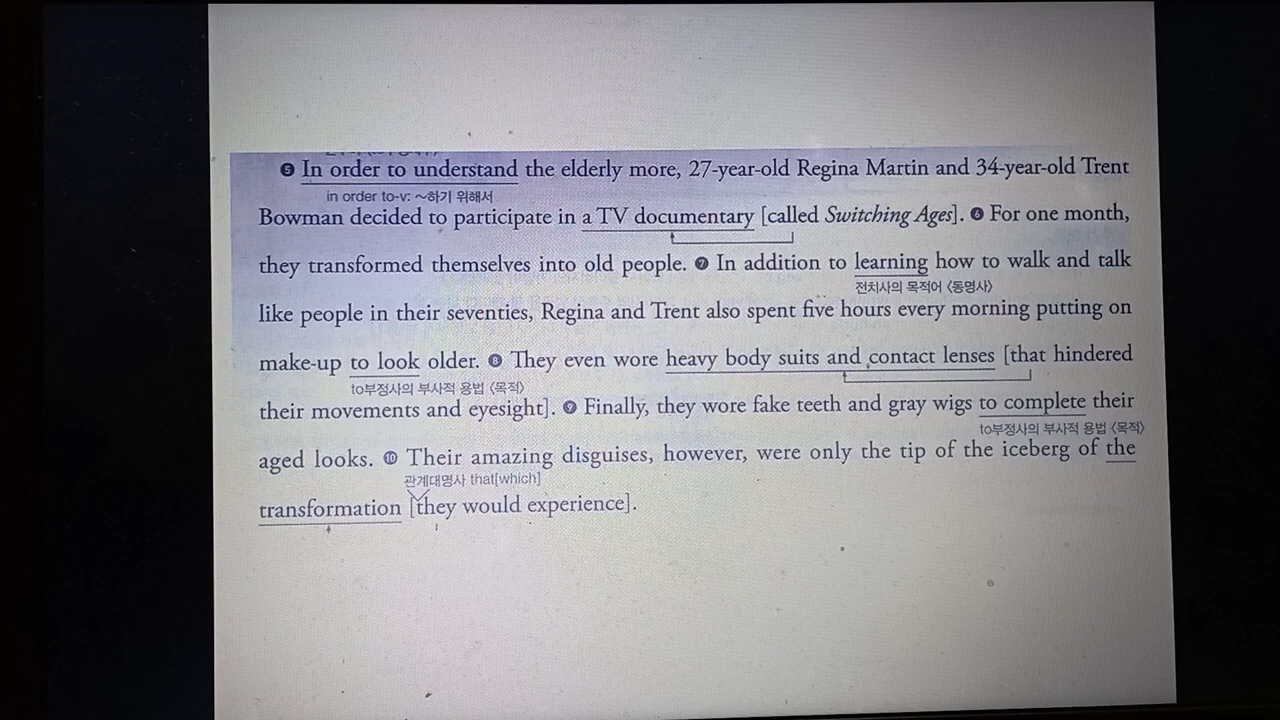 ❺ In order to understand the elderly more, 27-year-old Regina Martin and 34-year-old Trent
in order to-v: ～하기 위해서
Bowman decided to participate in a TV documentary [called Switching Ages]. ❻ For one month,
they transformed themselves into old people. ❼ In addition to learning how to walk and talk
전치사의 목적어 〈동명사〉
like people in their seventies, Regina and Trent also spent five hours every morning putting on
make-up to look older. ❽ They even wore heavy body suits and contact lenses [that hindered
to부정사의 부사적 용법 〈목적〉
their movements and eyesight]. ❾ Finally, they wore fake teeth and gray wigs to complete their
to부정사의 부사적 용법 〈목적〉
aged looks. ❿ Their amazing disguises, however, were only the tip of the iceberg of the
관계대명사 that[which]
transformation [they would experience].